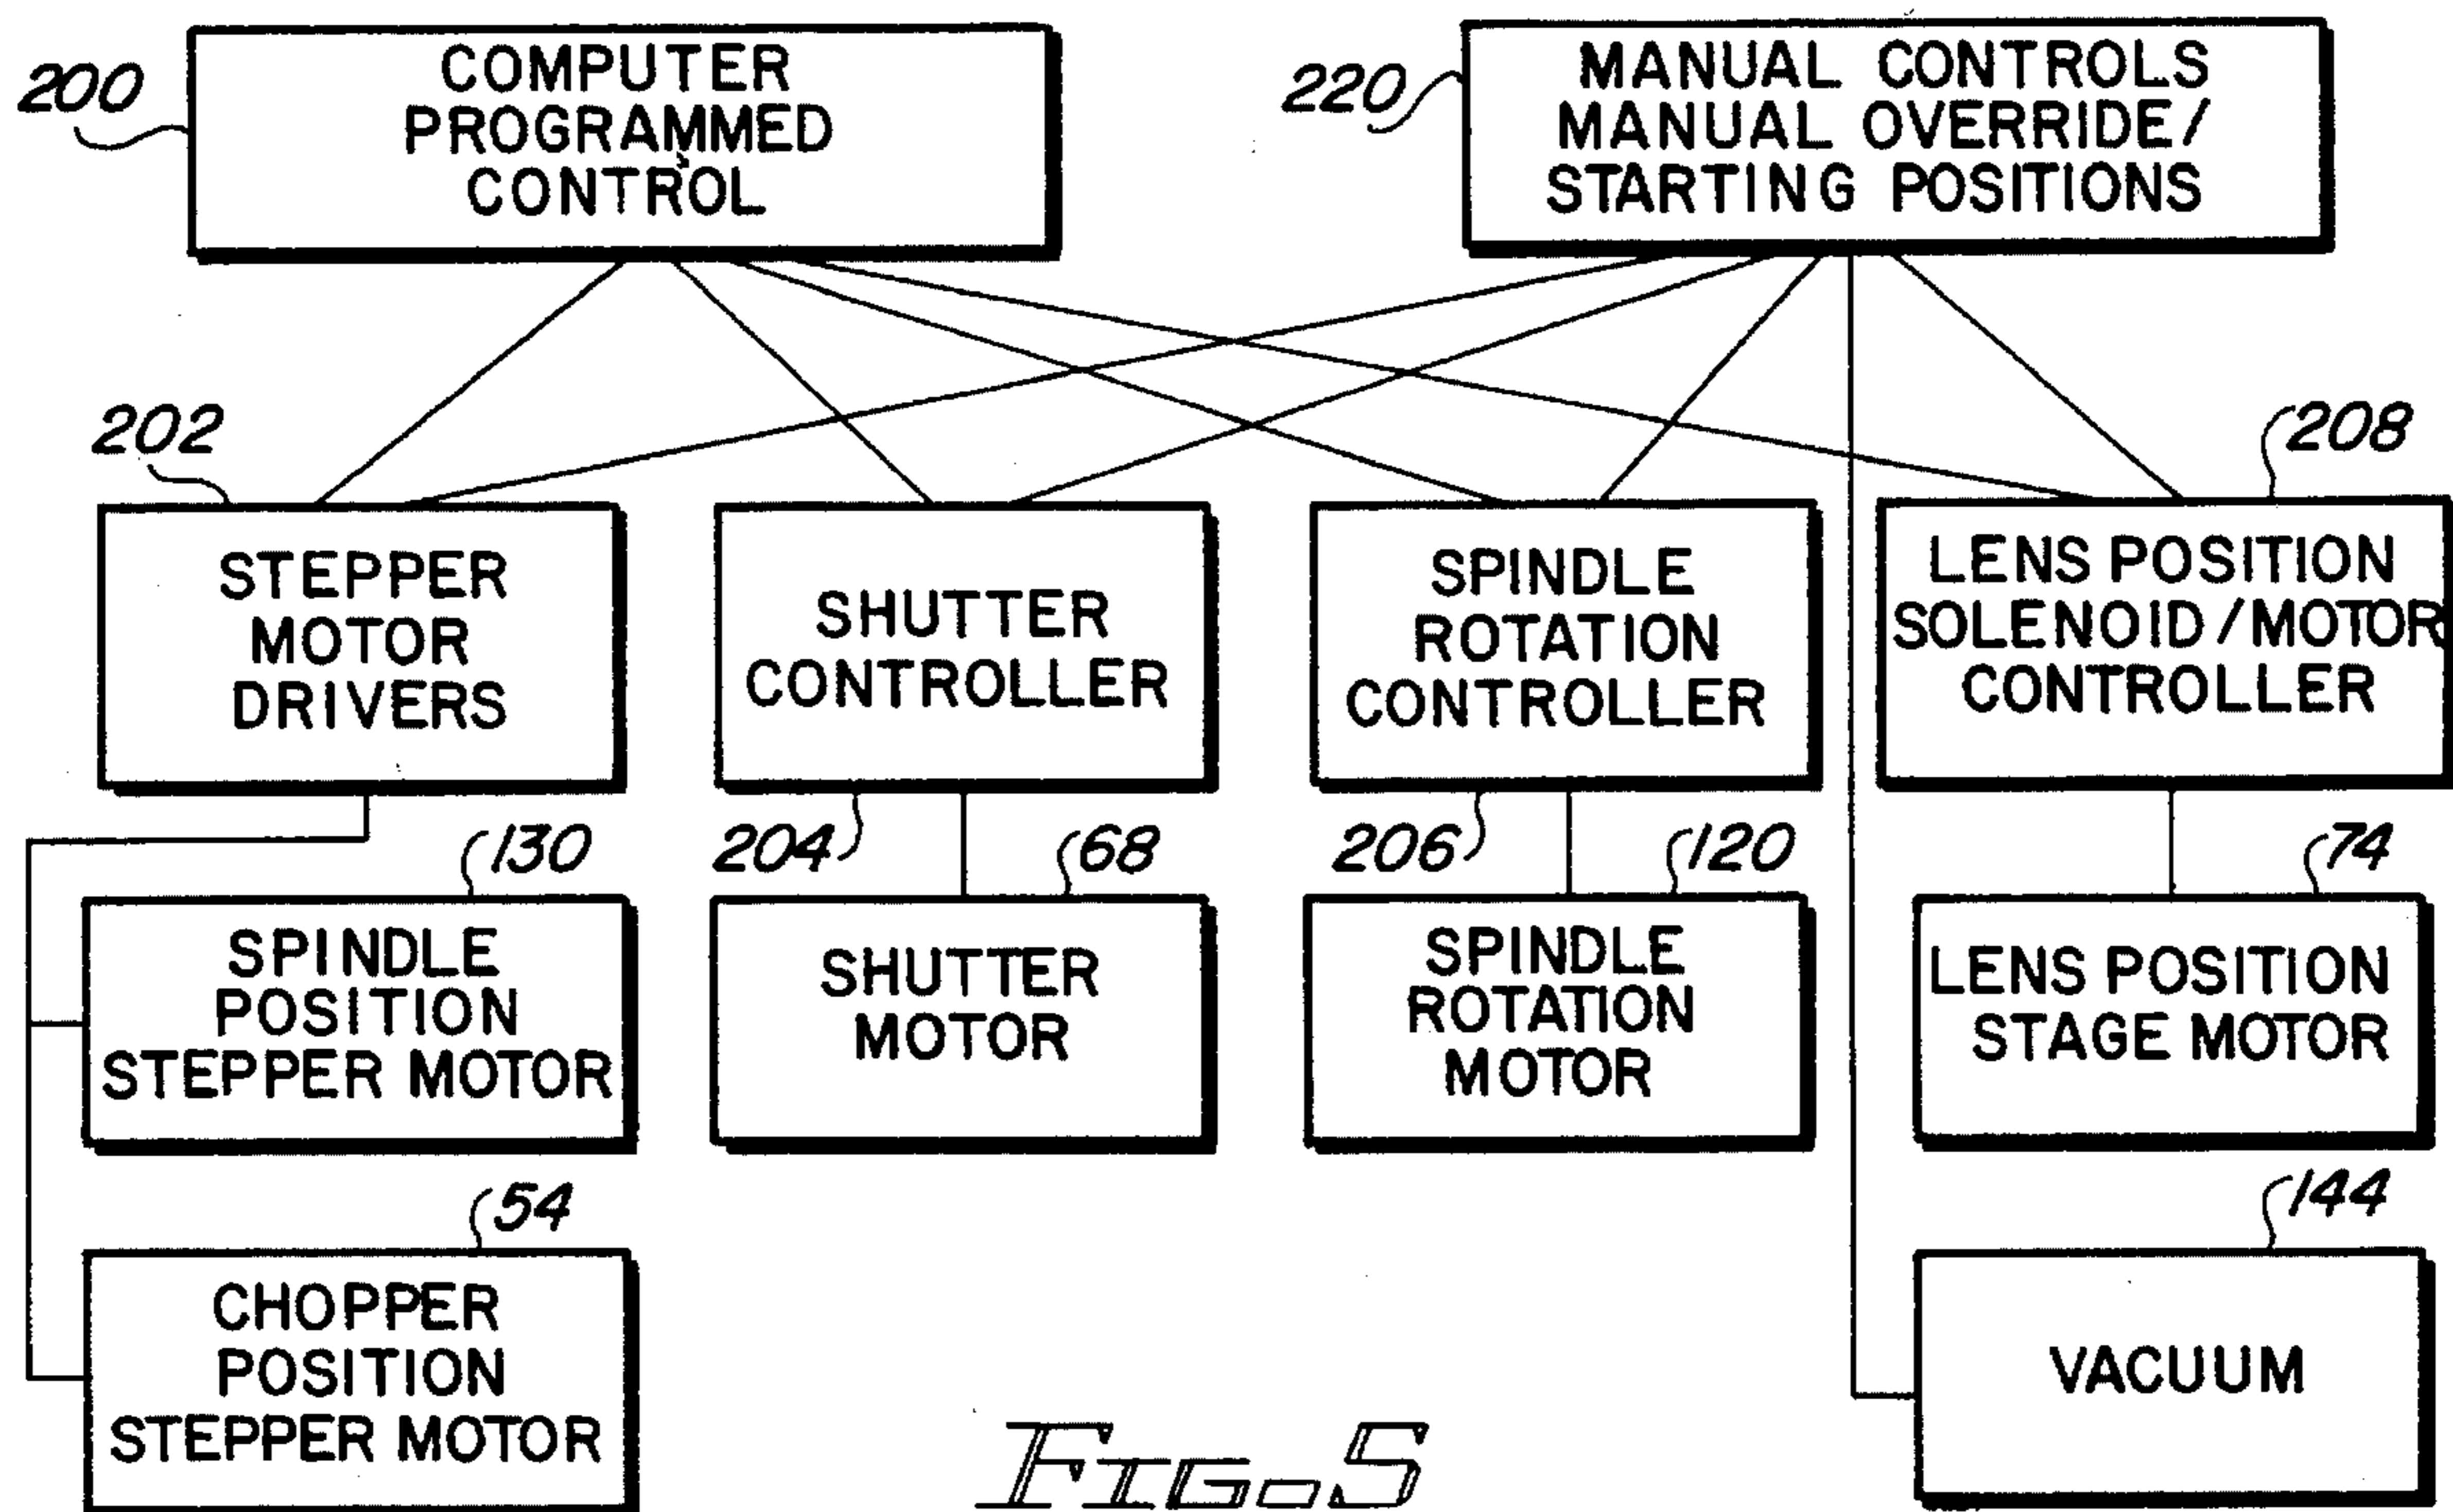 200
COMPUTER
PROGRAMMED
CONTROL
220
MANUAL CONTROLS
MANUAL OVERRIDE/
STARTING POSITIONS
202
STEPPER
MOTOR
DRIVERS
SHUTTER
CONTROLLER
204
SPINDLE
ROTATION
CONTROLLER
206
208
LENS POSITION
SOLENOID/MOTOR
CONTROLLER
130
SPINDLE
POSITION
STEPPER MOTOR
68
SHUTTER
MOTOR
120
SPINDLE
ROTATION
MOTOR
74
LENS POSITION
STAGE MOTOR
54
CHOPPER
POSITION
STEPPER MOTOR
144
VACUUM
FIG. 5